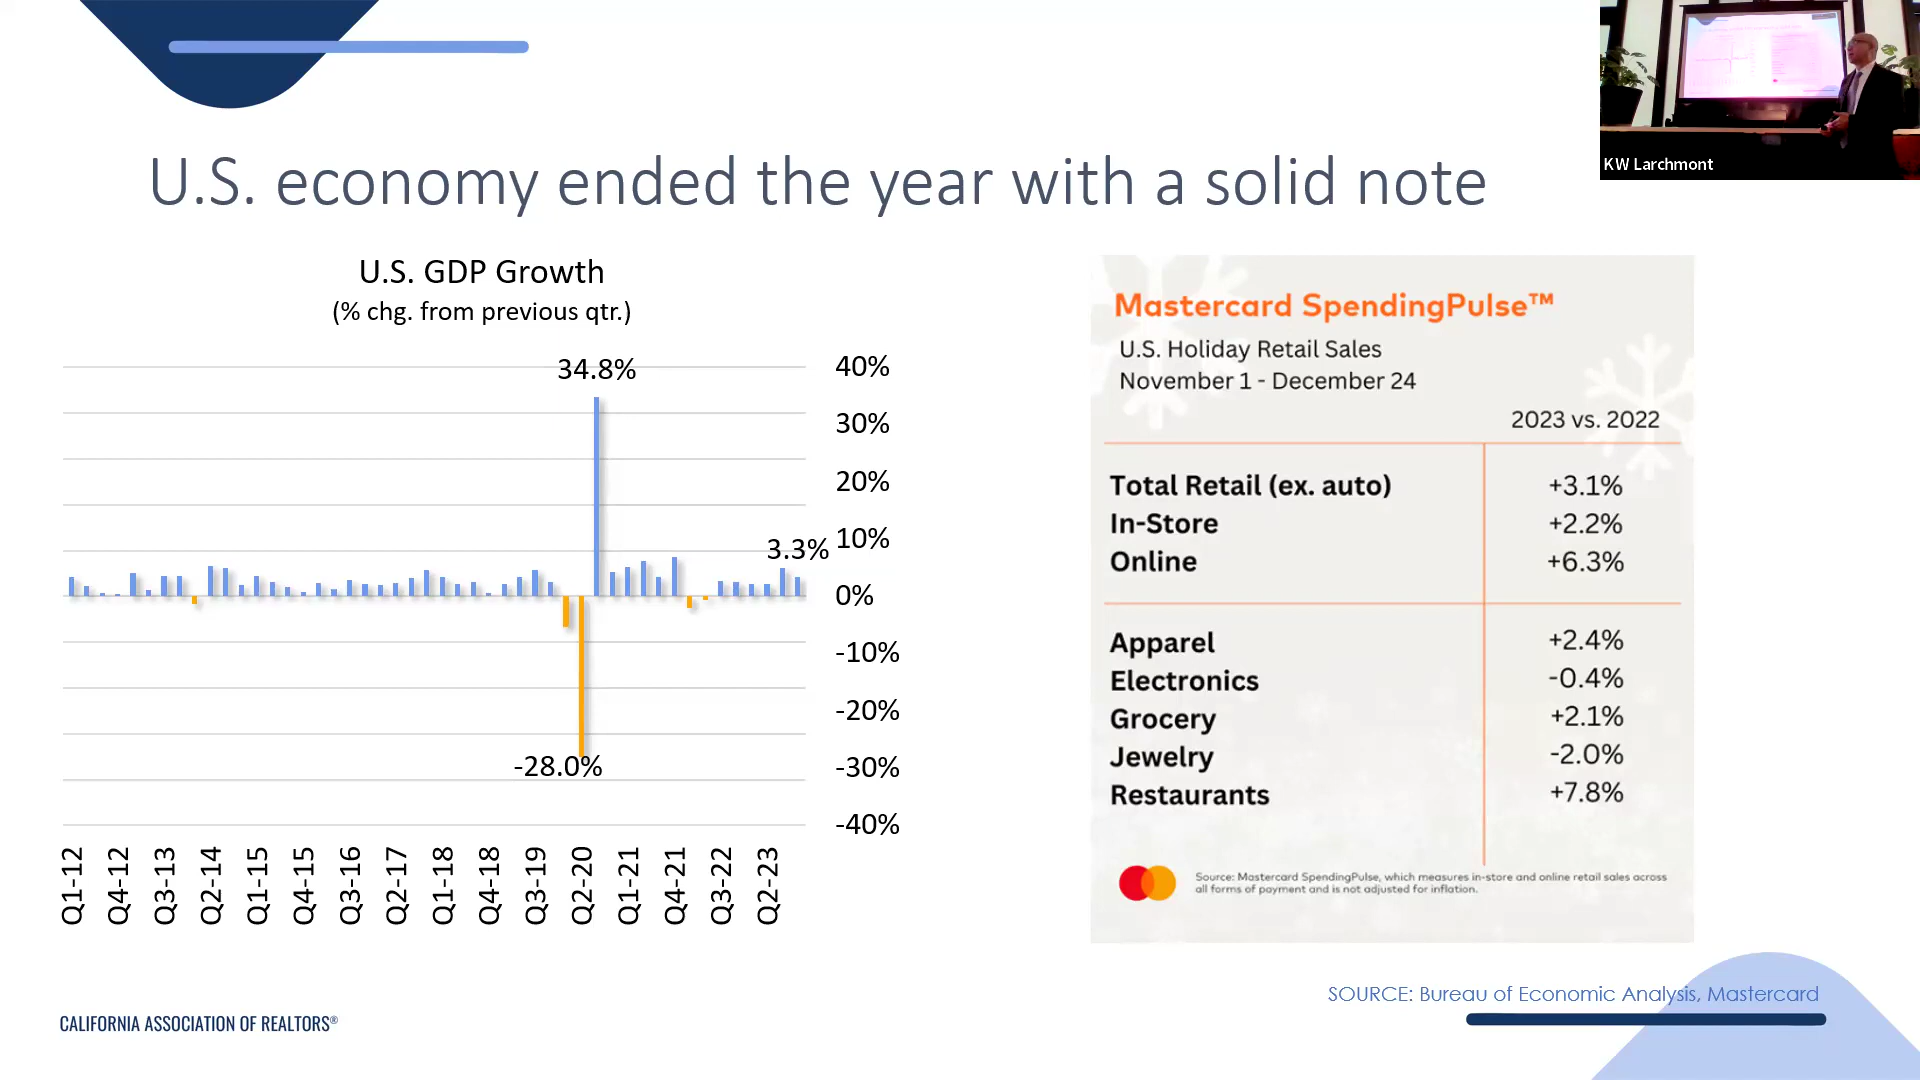 KW Larchmont
U.S. economy ended the year with a solid note
U.S. GDP Growth
(% chg. from previous qtr.)
34.8%
3.3%
-28.0%
40%
30%
20%
10%
0%
-10%
-20%
-30%
-40%
Q1-12
Q4-12
Q3-13
Q2-14
Q1-15
Q4-15
Q3-16
Q2-17
Q1-18
Q4-18
Q3-19
Q2-20
Q1-21
Q4-21
Q3-22
Q2-23
Mastercard SpendingPulse™
U.S. Holiday Retail Sales
November 1 - December 24
2023 vs. 2022
Total Retail (ex. auto) +3.1%
In-Store +2.2%
Online +6.3%
Apparel +2.4%
Electronics -0.4%
Grocery +2.1%
Jewelry -2.0%
Restaurants +7.8%
Source: Mastercard SpendingPulse, which measures in-store and online retail sales across
all forms of payment and is not adjusted for inflation.
SOURCE: Bureau of Economic Analysis, Mastercard
CALIFORNIA ASSOCIATION OF REALTORS®